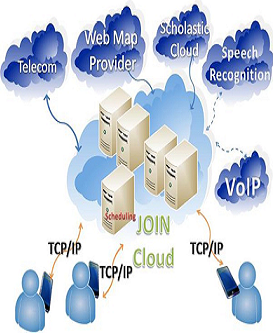 Telecom
Web Map
Provider
Scholastic
Cloud
Speech
Recognition
VoIP
Scheduling
JOIN
Cloud
TCP/IP
TCP/IP
TCP/IP